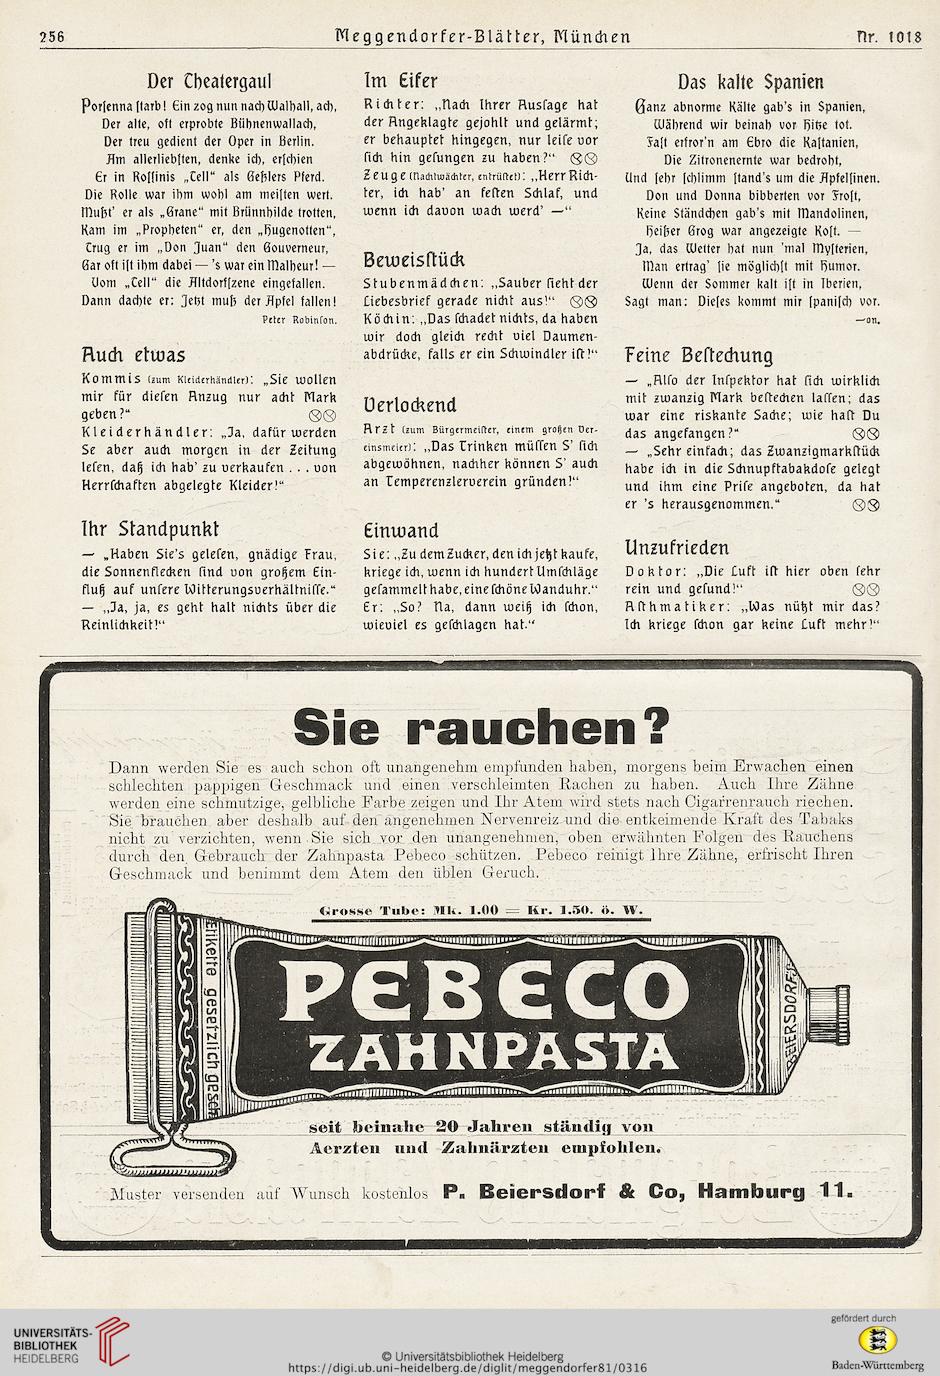 256
Meggendorfer-Blätter, München
Nr. 1018
Der Theatergaul
Porſenna ſtarb! Ein zog nun nach Walhall, ach,
Der alte, oft erprobte Bühnenwallach,
Der treu gedient der Oper in Berlin.
Am allerliebſten, denke ich, erſchien
Er in Roſſinis „Tell“ als Geßlers Pferd.
Die Rolle war ihm wohl am meiſten wert.
Mußt' er als „Grane“ mit Brünnhilde trotten,
Kam im „Propheten“ er, den „Hugenotten“,
Trug er im „Don Juan“ den Gouverneur,
Gar oft iſt ihm dabei — 's war ein Malheur! —
Vom „Tell“ die Altdorfſzene eingefallen.
Dann dachte er: Jetzt muß der Apfel fallen!
Peter Robinſon.
Auch etwas
Kommis (zum Kleiderhändler): „Sie wollen
mir für dieſen Anzug nur acht Mark
geben?“
Kleiderhändler: „Ja, dafür werden
Se aber auch morgen in der Zeitung
leſen, daß ich hab' zu verkaufen . . . von
Herrſchaften abgelegte Kleider!“
Ihr Standpunkt
— „Haben Sie's geleſen, gnädige Frau,
die Sonnenflecken ſind von großem Ein-
fluß auf unſere Witterungsverhältniſſe.“
— „Ja, ja, es geht halt nichts über die
Reinlichkeit!“
Im Eifer
Richter: „Nach Ihrer Ausſage hat
der Angeklagte gejohlt und gelärmt;
er behauptet hingegen, nur leiſe vor
ſich hin geſungen zu haben?“
Zeuge (Nachtwächter, entrüſtet): „Herr Rich-
ter, ich hab' an feſten Schlaf, und
wenn ich davon wach werd' —“
Beweisſtück
Stubenmädchen: „Sauber ſieht der
Liebesbrief gerade nicht aus!“
Köchin: „Das ſchadet nichts, da haben
wir doch gleich recht viel Daumen-
abdrücke, falls er ein Schwindler iſt!“
Verlockend
Arzt (zum Bürgermeiſter, einem großen Ver-
einsmeier): „Das Trinken müſſen S' ſich
abgewöhnen, nachher können S' auch
an Temperenzlerverein gründen!“
Einwand
Sie: „Zu dem Zucker, den ich jetzt kaufe,
kriege ich, wenn ich hundert Umſchläge
geſammelt habe, eine ſchöne Wanduhr.“
Er: „So? Na, dann weiß ich ſchon,
wieviel es geſchlagen hat.“
Das kalte Spanien
Ganz abnorme Kälte gab's in Spanien,
Während wir beinah vor Hitze tot.
Faſt erfror'n am Ebro die Kaſtanien,
Die Zitronenernte war bedroht,
Und ſehr ſchlimm ſtand's um die Apfelſinen.
Don und Donna bibberten vor Froſt,
Keine Ständchen gab's mit Mandolinen,
Heißer Grog war angezeigte Koſt. —
Ja, das Wetter hat nun 'mal Myſterien,
Man ertrag' ſie möglichſt mit Humor.
Wenn der Sommer kalt iſt in Iberien,
Sagt man: Dieſes kommt mir ſpaniſch vor.
—on.
Feine Beſtechung
— „Alſo der Inſpektor hat ſich wirklich
mit zwanzig Mark beſtechen laſſen; das
war eine riskante Sache; wie haſt Du
das angefangen?“
— „Sehr einfach; das Zwanzigmarkſtück
habe ich in die Schnupftabakdoſe gelegt
und ihm eine Priſe angeboten, da hat
er 's herausgenommen.“
Unzufrieden
Doktor: „Die Luft iſt hier oben ſehr
rein und geſund!“
Aſthmatiker: „Was nützt mir das?
Ich kriege ſchon gar keine Luft mehr!“
Sie rauchen?
Dann werden Sie es auch schon oft unangenehm empfunden haben, morgens beim Erwachen einen
schlechten pappigen Geschmack und einen verschleimten Rachen zu haben. Auch Ihre Zähne
werden eine schmutzige, gelbliche Farbe zeigen und Ihr Atem wird stets nach Cigarrenrauch riechen.
Sie brauchen aber deshalb auf den angenehmen Nervenreiz und die entkeimende Kraft des Tabaks
nicht zu verzichten, wenn Sie sich vor den unangenehmen, oben erwähnten Folgen des Rauchens
durch den Gebrauch der Zahnpasta Pebeco schützen. Pebeco reinigt Ihre Zähne, erfrischt Ihren
Geschmack und benimmt dem Atem den üblen Geruch.
Grosse Tube: Mk. 1.00 = Kr. 1.50. ö. W.
Etikette gesetzlich gesch
PEBECO
ZAHNPASTA
BEIERSDORFS
seit beinahe 20 Jahren ständig von
Aerzten und Zahnärzten empfohlen.
Muster versenden auf Wunsch kostenlos P. Beiersdorf & Co, Hamburg 11.
UNIVERSITÄTS-
BIBLIOTHEK
HEIDELBERG
© Universitätsbibliothek Heidelberg
https://digi.ub.uni-heidelberg.de/diglit/meggendorfer81/0316
gefördert durch
Baden-Württemberg